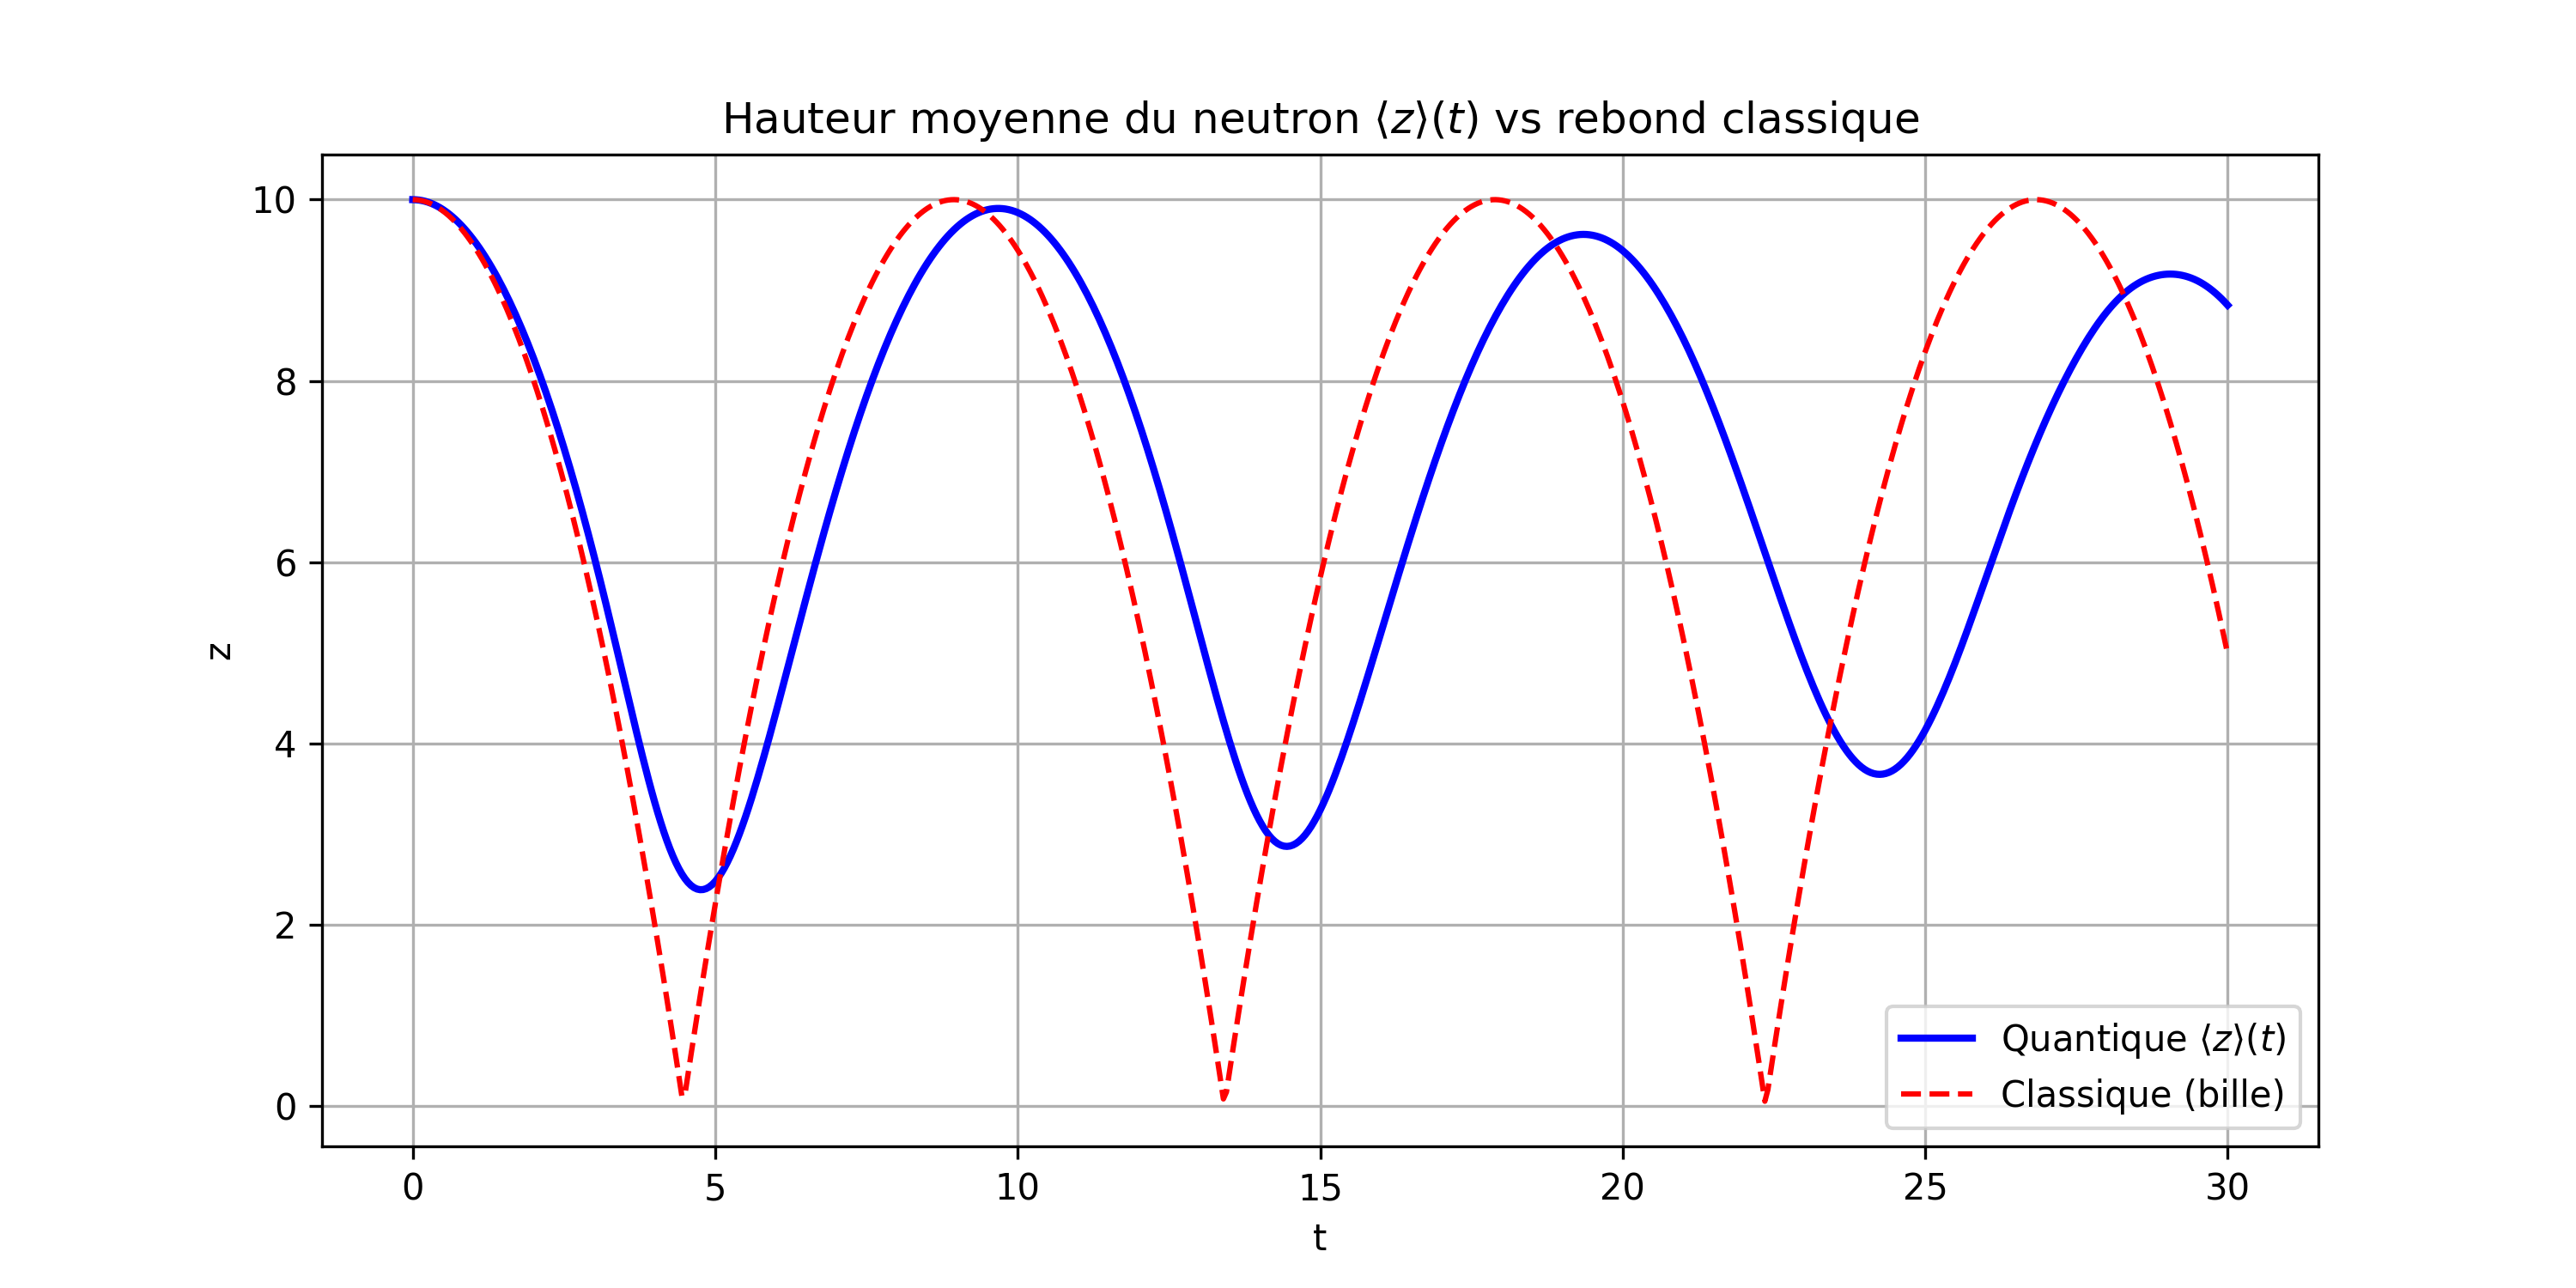 Hauteur moyenne du neutron ⟨z⟩(t) vs rebond classique
10
8
6
4
2
0
z
0 5 10 15 20 25 30
t
Quantique ⟨z⟩(t)
Classique (bille)